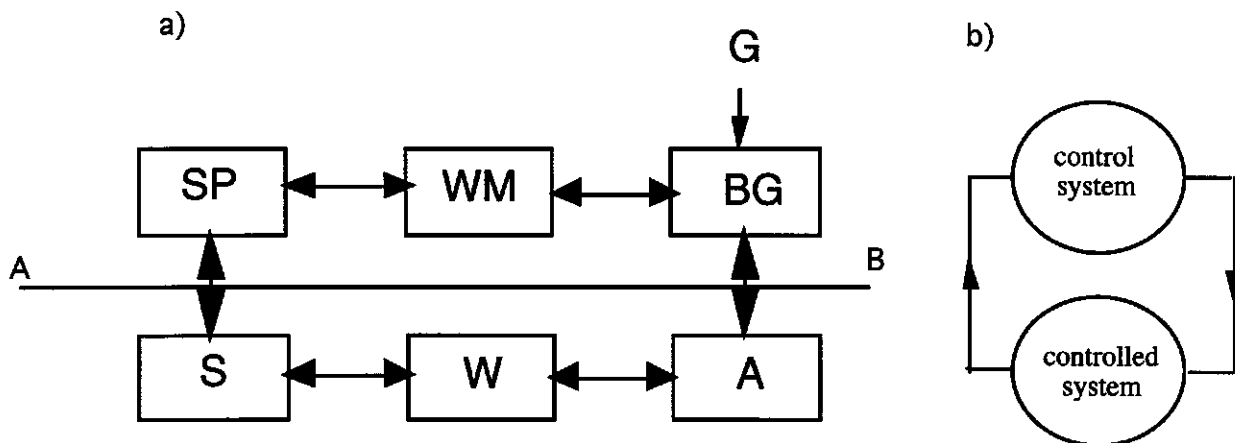 a)
G
b)
SP
WM
BG
control
system
A
B
S
W
A
controlled
system